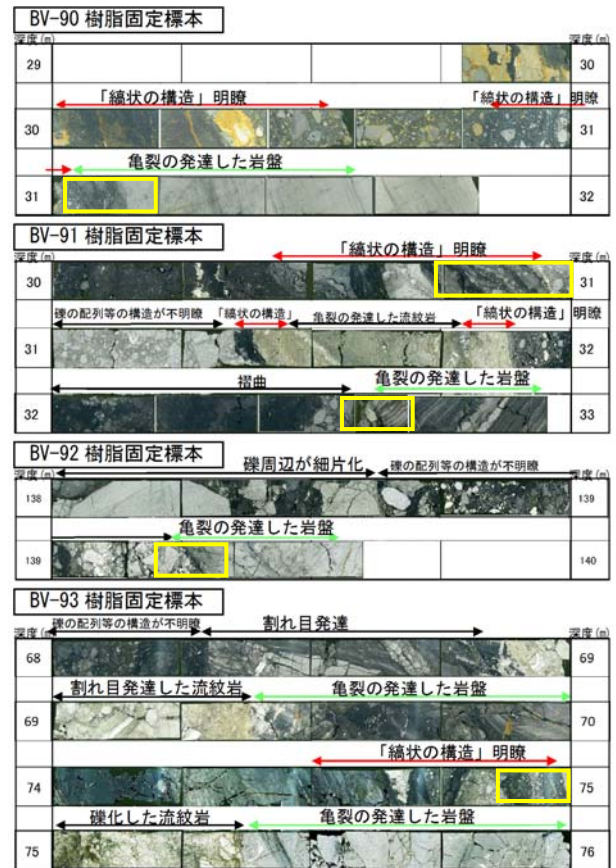 BV-90 樹脂固定標本
深度(m)
29
30
「縞状の構造」明瞭
「縞状の構造」明瞭
30
31
亀裂の発達した岩盤
31
32
BV-91 樹脂固定標本
「縞状の構造」明瞭
深度(m)
深度(m)
30
31
礫の配列等の構造が不明瞭
「縞状の構造」
亀裂の発達した流紋岩
「縞状の構造」明瞭
31
32
褶曲
亀裂の発達した岩盤
32
33
BV-92 樹脂固定標本
礫周辺が細片化
礫の配列等の構造が不明瞭
深度(m)
深度(m)
138
139
亀裂の発達した岩盤
139
140
BV-93 樹脂固定標本
礫の配列等の構造が不明瞭
割れ目発達
深度(m)
深度(m)
68
69
割れ目発達した流紋岩
亀裂の発達した岩盤
69
70
「縞状の構造」明瞭
74
75
礫化した流紋岩
亀裂の発達した岩盤
75
76